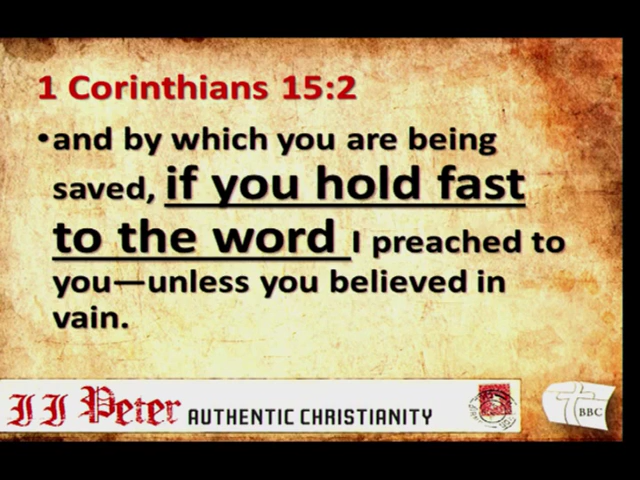 1 Corinthians 15:2
•and by which you are being
saved, if you hold fast
to the word I preached to
you—unless you believed in
vain.
II Peter AUTHENTIC CHRISTIANITY
BBC